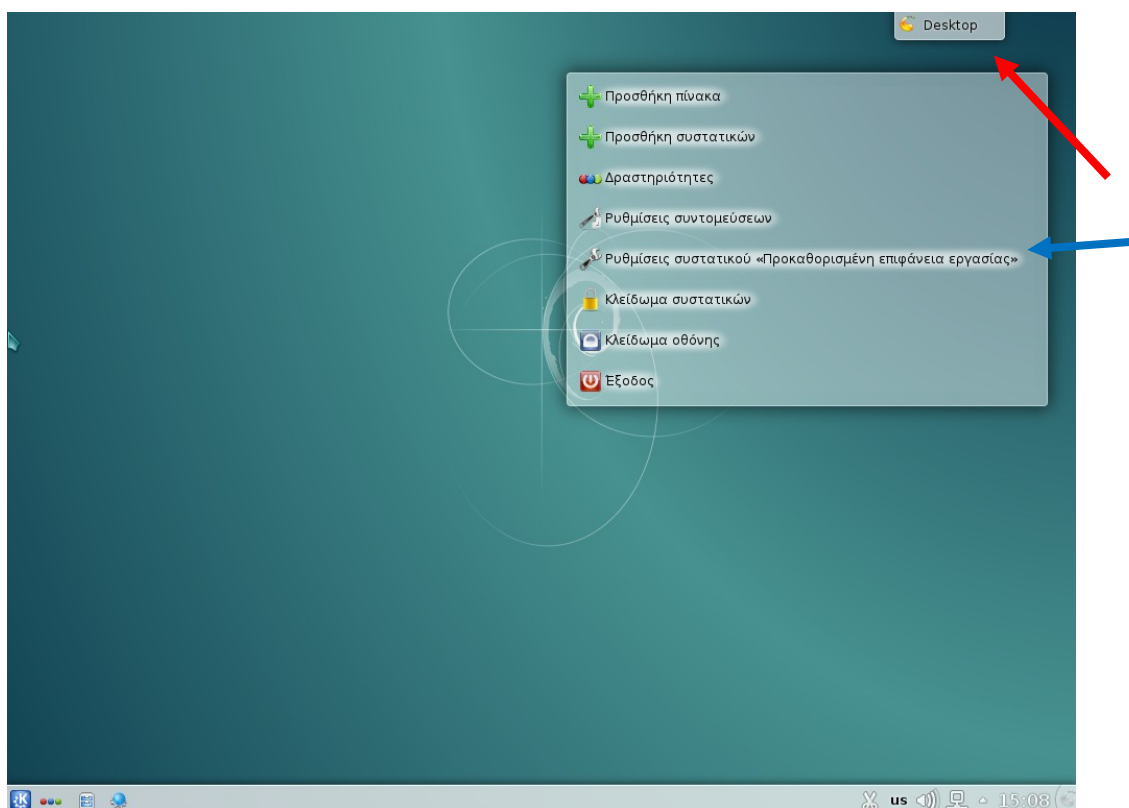 Desktop
Προσθήκη πίνακα
Προσθήκη συστατικών
Δραστηριότητες
Ρυθμίσεις συντομεύσεων
Ρυθμίσεις συστατικού «Προκαθορισμένη επιφάνεια εργασίας»
Κλείδωμα συστατικών
Κλείδωμα οθόνης
Έξοδος
us 15:08